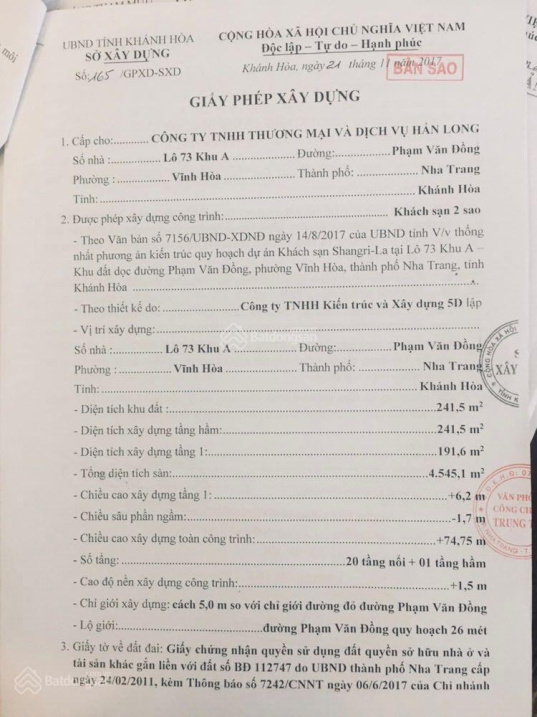 UBND TỈNH KHÁNH HÒA
SỞ XÂY DỰNG
Số: 165 /GPXD-SXD
CỘNG HÒA XÃ HỘI CHỦ NGHĨA VIỆT NAM
Độc lập – Tự do – Hạnh phúc
Khánh Hòa, ngày 21 tháng 11 năm 2017
BẢN SAO
GIẤY PHÉP XÂY DỰNG
1. Cấp cho:........... CÔNG TY TNHH THƯƠNG MẠI VÀ DỊCH VỤ HÁN LONG
Số nhà : ............ Lô 73 Khu A ................. Đường:.................. Phạm Văn Đồng
Phường : ................ Vĩnh Hòa .................. Thành phố: ................. Nha Trang
Tỉnh: .................................................................. Khánh Hòa
2. Được phép xây dựng công trình:.................................. Khách sạn 2 sao
- Theo Văn bản số 7156/UBND-XDNĐ ngày 14/8/2017 của UBND tỉnh V/v thống
nhất phương án kiến trúc quy hoạch dự án Khách sạn Shangri-La tại Lô 73 Khu A –
Khu đất dọc đường Phạm Văn Đồng, phường Vĩnh Hòa, thành phố Nha Trang, tỉnh
Khánh Hòa ..................................................................
- Theo thiết kế do: .................. Công ty TNHH Kiến trúc và Xây dựng 5D lập
- Vị trí xây dựng: ..................................................................
Số nhà : ............ Lô 73 Khu A ................. Đường:.................. Phạm Văn Đồng
Phường : ................ Vĩnh Hòa .................. Thành phố: ................. Nha Trang
Tỉnh: .................................................................. Khánh Hòa
- Diện tích khu đất :.................................................. 241,5 m²
- Diện tích xây dựng tầng hầm:.................................. 241,5 m²
- Diện tích xây dựng tầng 1:.................................. 191,6 m²
- Tổng diện tích sàn:.................................. 4.545,1 m²
- Chiều cao xây dựng tầng 1: .................................. +6,2 m
- Chiều sâu phần ngầm:.................................. -1,7 m
- Chiều cao xây dựng toàn công trình:.................................. +74,75 m
- Số tầng:.................................. 20 tầng nổi + 01 tầng hầm
- Cao độ nền xây dựng công trình:.................................. +1,5 m
- Chỉ giới xây dựng: cách 5,0 m so với chỉ giới đường đỏ đường Phạm Văn Đồng
- Lộ giới:.................................. đường Phạm Văn Đồng quy hoạch 26 mét
3. Giấy tờ về đất đai: Giấy chứng nhận quyền sử dụng đất quyền sở hữu nhà ở và
tài sản khác gắn liền với đất số BĐ 112747 do UBND thành phố Nha Trang cấp
ngày 24/02/2011, kèm Thông báo số 7242/CNNT ngày 06/6/2017 của Chi nhánh
VĂN PHÒ
CÔNG CH
TRUNG T
XÂY
Batdongsan
mới